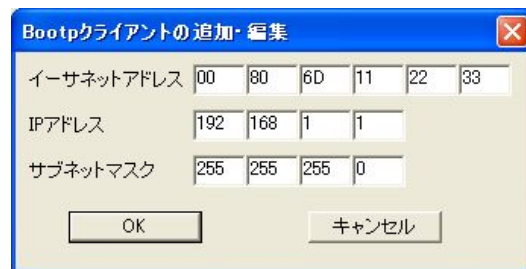 Bootpクライアントの追加・編集
イーサネットアドレス 00 80 6D 11 22 33
IPアドレス 192 168 1 1
サブネットマスク 255 255 255 0
OK キャンセル